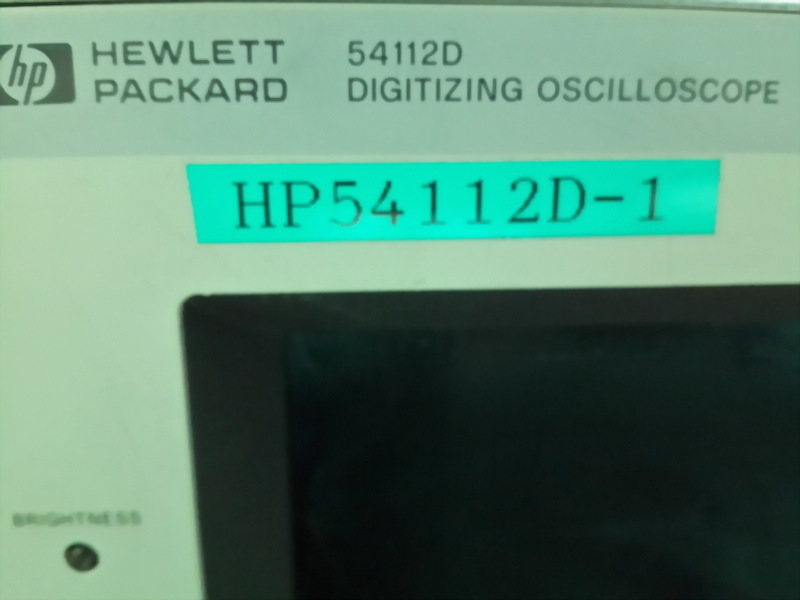 hp HEWLETT PACKARD
54112D
DIGITIZING OSCILLOSCOPE
HP54112D-1
BRIGHTNESS